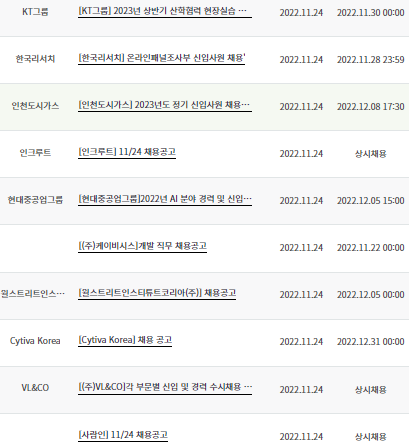 KT그룹 [KT그룹] 2023년 상반기 산학협력 현장실습 ··· 2022.11.24 2022.11.30 00:00
한국리서치 [한국리서치] 온라인패널조사부 신입사원 채용' 2022.11.24 2022.11.28 23:59
인천도시가스 [인천도시가스] 2023년도 정기 신입사원 채용··· 2022.11.24 2022.12.08 17:30
인크루트 [인크루트] 11/24 채용공고 2022.11.24 상시채용
현대중공업그룹 [현대중공업그룹]2022년 AI 분야 경력 및 신입··· 2022.11.24 2022.12.05 15:00
[(주)케이비시스]개발 직무 채용공고 2022.11.24 2022.11.22 00:00
월스트리트인스··· [월스트리트인스티튜트코리아(주)] 채용공고 2022.11.24 2022.12.05 00:00
Cytiva Korea [Cytiva Korea] 채용 공고 2022.11.24 2022.12.31 00:00
VL&CO [(주)VL&CO]각 부문별 신입 및 경력 수시채용 ··· 2022.11.24 상시채용
[사람인] 11/24 채용공고 2022.11.24 상시채용